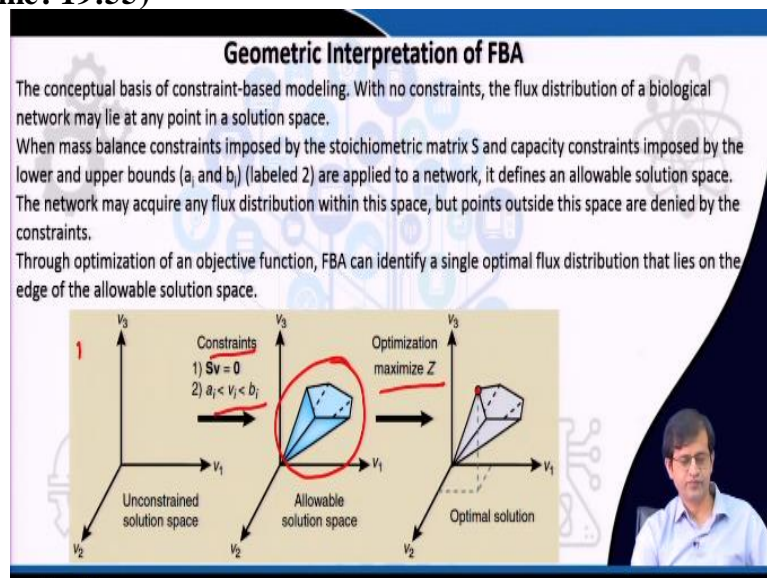 Geometric Interpretation of FBA
The conceptual basis of constraint-based modeling. With no constraints, the flux distribution of a biological
network may lie at any point in a solution space.
When mass balance constraints imposed by the stoichiometric matrix S and capacity constraints imposed by the
lower and upper bounds (ai and bi) (labeled 2) are applied to a network, it defines an allowable solution space.
The network may acquire any flux distribution within this space, but points outside this space are denied by the
constraints.
Through optimization of an objective function, FBA can identify a single optimal flux distribution that lies on the
edge of the allowable solution space.
1
v3
v1
v2
Unconstrained
solution space
Constraints
1) Sv = 0
2) ai < vi < bi
v3
v1
v2
Allowable
solution space
Optimization
maximize Z
v3
v1
v2
Optimal solution